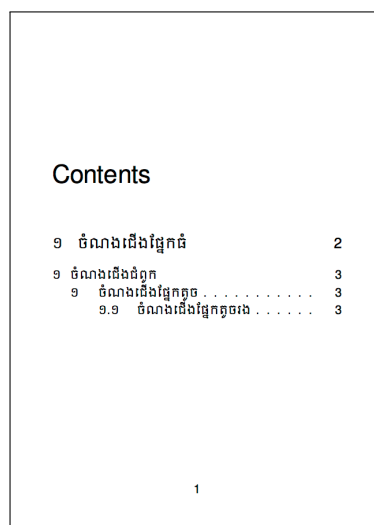 Contents
១ ចំណងជើងផ្នែកធំ 2
១ ចំណងជើងជំពូក 3
១ ចំណងជើងផ្នែកតូច . . . . . . . . . . . 3
១.១ ចំណងជើងផ្នែកតូចរង . . . . . . 3
1